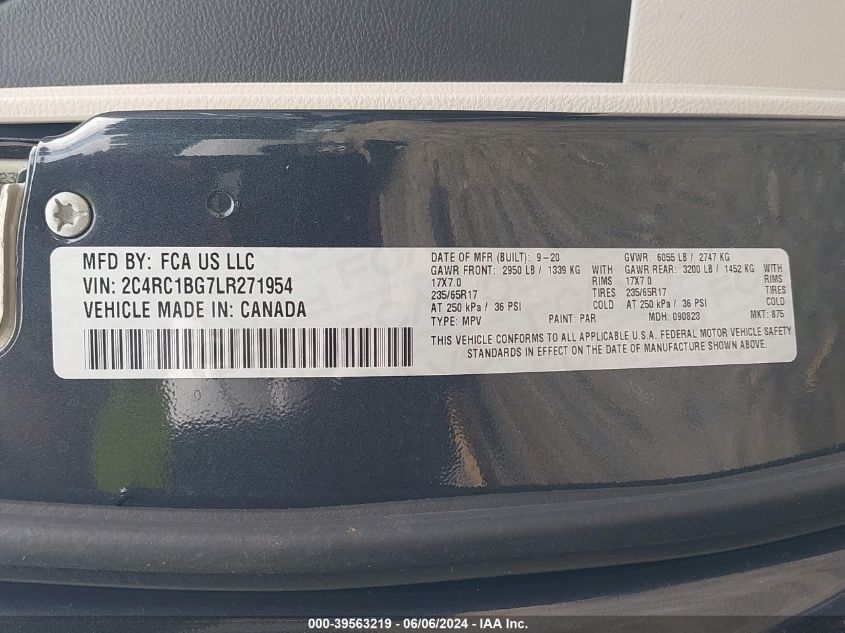 MFD BY: FCA US LLC
VIN: 2C4RC1BG7LR271954
VEHICLE MADE IN: CANADA
DATE OF MFR (BUILT): 9-20 GVWR: 6055 LB / 2747 KG
GAWR FRONT: 2950 LB / 1339 KG WITH GAWR REAR: 3200 LB / 1452 KG WITH
17X7.0 RIMS 17X7.0 RIMS
235/65R17 TIRES 235/65R17 TIRES
AT 250 kPa / 36 PSI COLD AT 250 kPa / 36 PSI COLD
TYPE: MPV PAINT: PAR MDH: 090823 MKT: 875
THIS VEHICLE CONFORMS TO ALL APPLICABLE U.S.A. FEDERAL MOTOR VEHICLE SAFETY
STANDARDS IN EFFECT ON THE DATE OF MANUFACTURE SHOWN ABOVE.
000-39563219 - 06/06/2024 - IAA Inc.